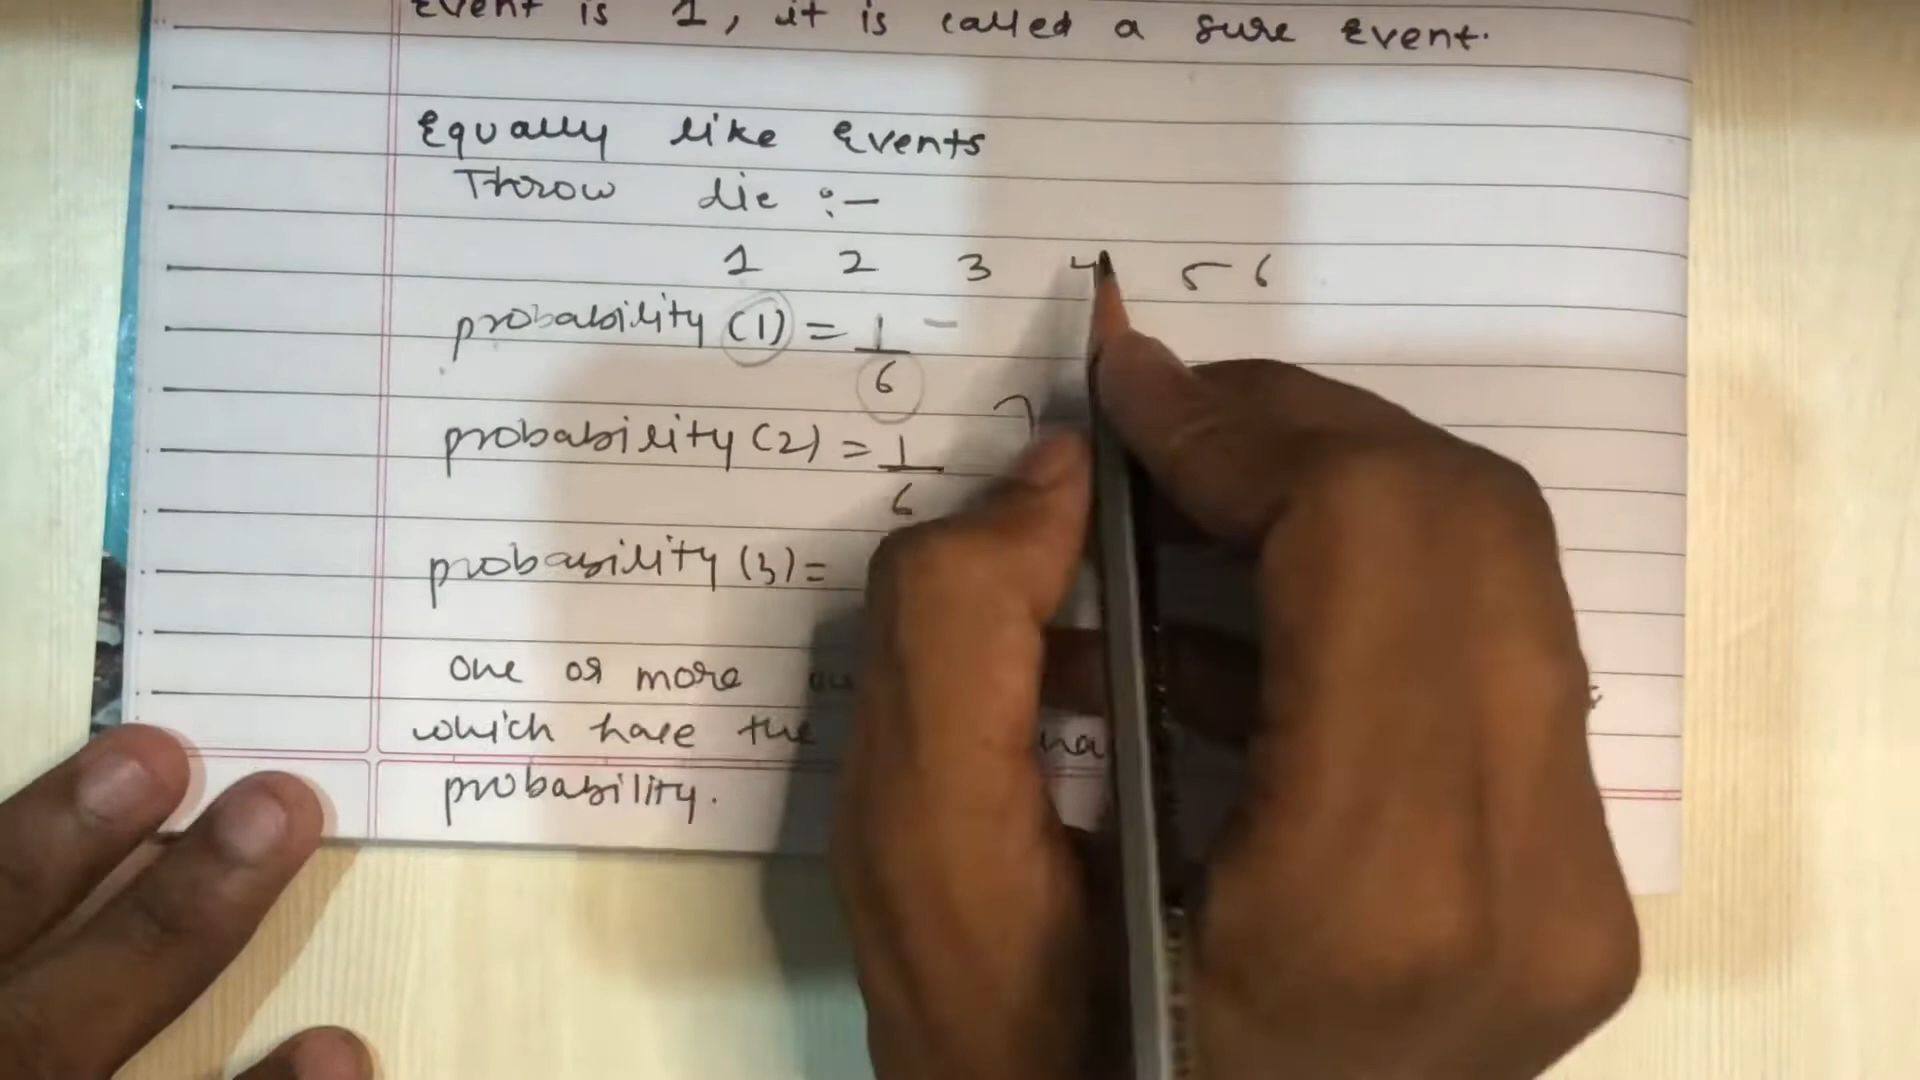 Event is 1, it is called a sure Event.
Equally like Events
Throw die :-
1 2 3 4 5 6
probability (1) = 1/6 -
probability (2) = 1/6
probability (3) =
one or more
which have the
probability.